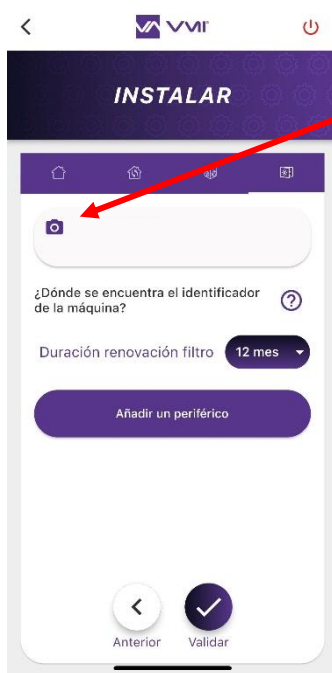 VMI
INSTALAR
¿Dónde se encuentra el identificador
de la máquina?
Duración renovación filtro 12 mes
Añadir un periférico
Anterior Validar